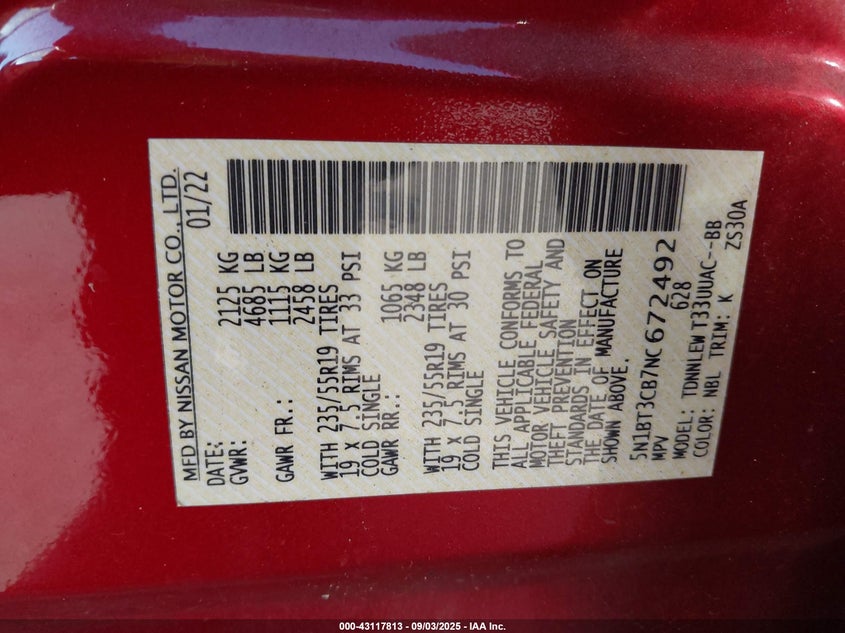 MFD BY NISSAN MOTOR CO., LTD.
DATE: 01/22
GVWR: 2125 KG
4685 LB
GAWR FR.: 1115 KG
2458 LB
WITH 235/55R19 TIRES
19 x 7.5 RIMS AT 33 PSI
COLD SINGLE
GAWR RR.: 1065 KG
2348 LB
WITH 235/55R19 TIRES
19 x 7.5 RIMS AT 30 PSI
COLD SINGLE
THIS VEHICLE CONFORMS TO
ALL APPLICABLE FEDERAL
MOTOR VEHICLE SAFETY AND
THEFT PREVENTION
STANDARDS IN EFFECT ON
THE DATE OF MANUFACTURE
SHOWN ABOVE.
5N1BT3CB7NC672492
MPV 628
MODEL: TDNNLEW T33UUAC--BB
COLOR: NBL TRIM: K ZS30A
000-43117813 - 09/03/2025 - IAA Inc.